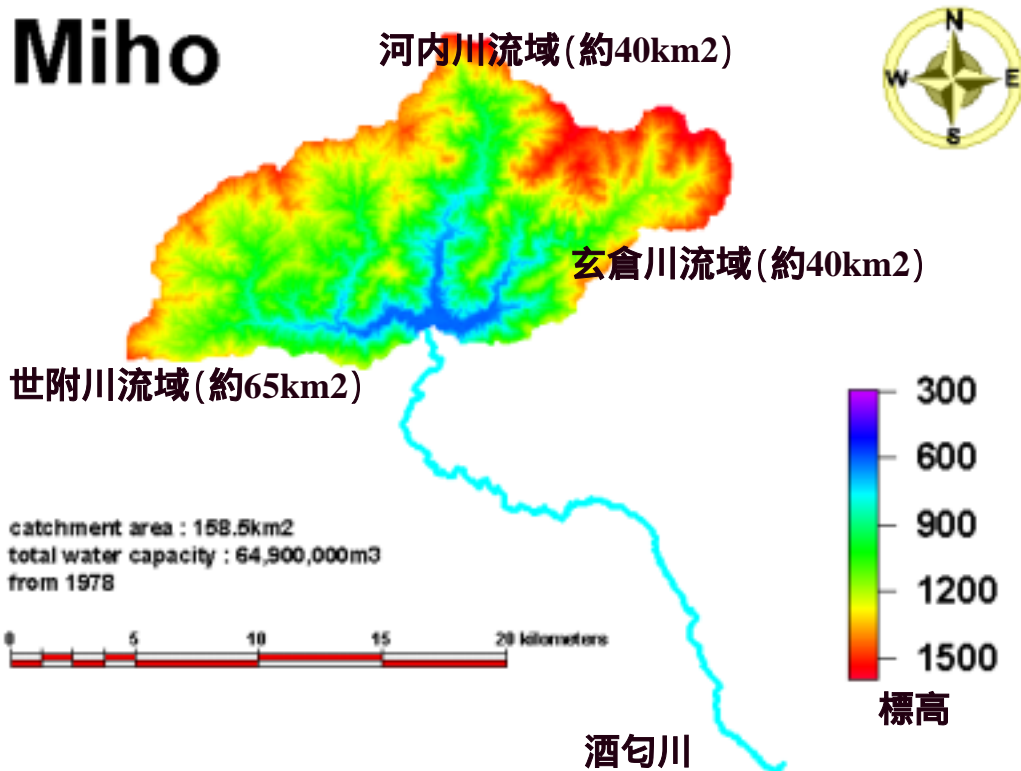 Miho
河内川流域(約40km2)
N
W
E
S
玄倉川流域(約40km2)
世附川流域(約65km2)
300
600
900
1200
1500
標高
catchment area : 158.5km2
total water capacity : 64,900,000m3
from 1978
0 5 10 15 20 kilometers
酒匂川